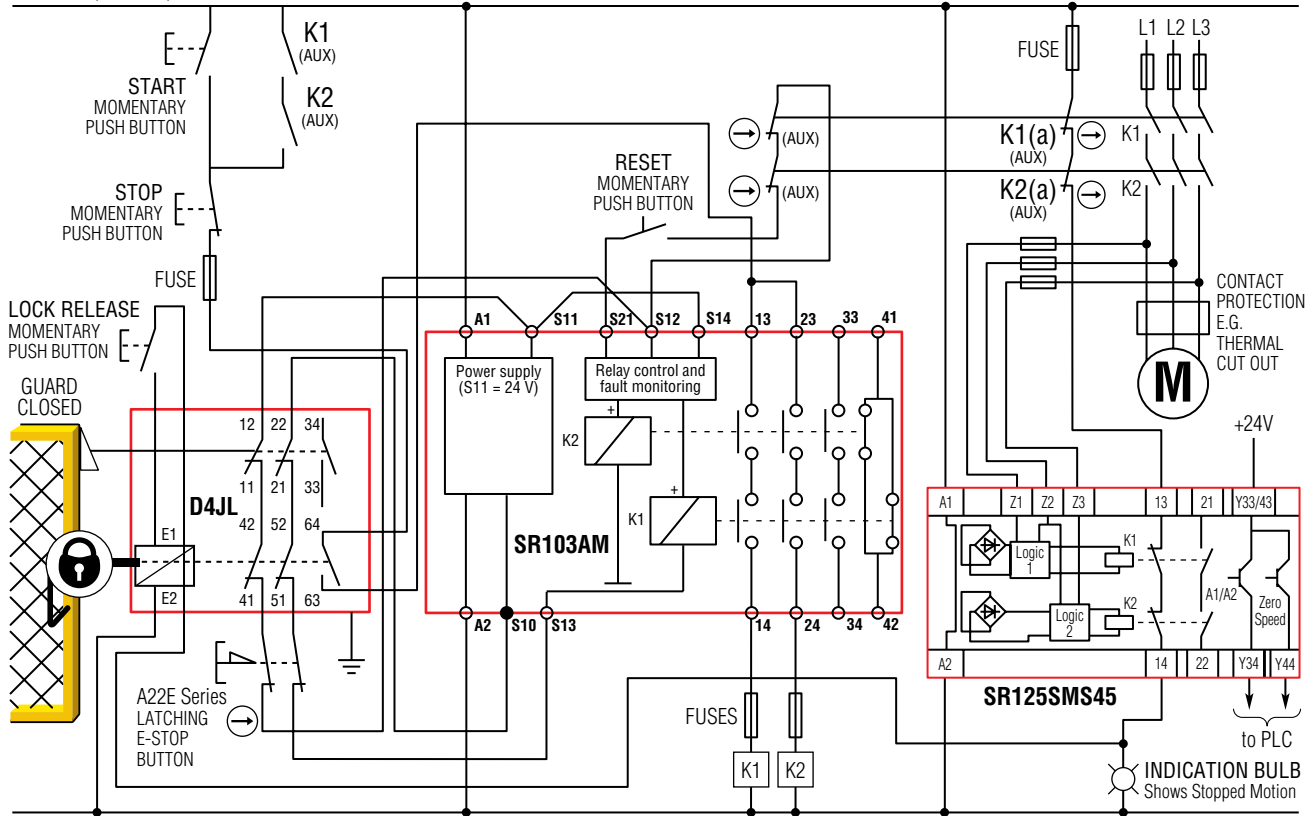 K1
(AUX)
START
MOMENTARY
PUSH BUTTON
K2
(AUX)
STOP
MOMENTARY
PUSH BUTTON
FUSE
LOCK RELEASE
MOMENTARY
PUSH BUTTON
GUARD
CLOSED
12 22 34
11 21 33
D4JL
42 52 64
E1
E2
41 51 63
A22E Series
LATCHING
E-STOP
BUTTON
RESET
MOMENTARY
PUSH BUTTON
(AUX)
(AUX)
A1 S11 S21 S12 S14 13 23 33 41
Power supply
(S11 = 24 V)
Relay control and
fault monitoring
+
K2
+
K1
SR103AM
A2 S10 S13 14 24 34 42
FUSES
K1 K2
FUSE
L1 L2 L3
K1(a)
(AUX)
K1
K2(a)
(AUX)
K2
CONTACT
PROTECTION
E.G.
THERMAL
CUT OUT
M
+24V
A1 Z1 Z2 Z3 13 21 Y33/43
Logic
1
K1
A1/A2
Zero
Speed
Logic
2
K2
A2 14 22 Y34 Y44
SR125SMS45
to PLC
INDICATION BULB
Shows Stopped Motion